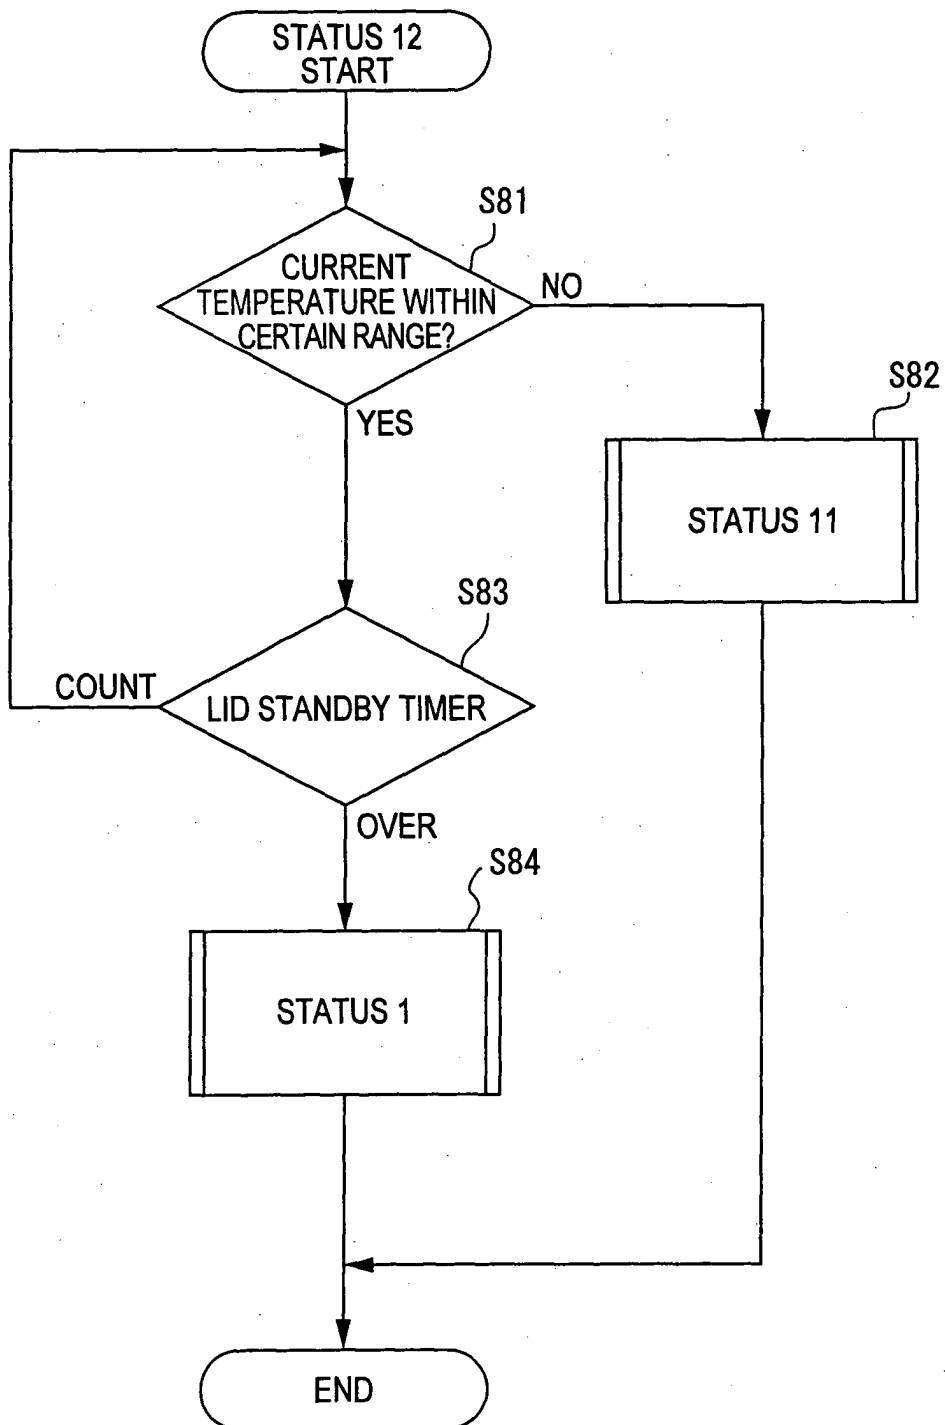 STATUS 12
START
S81
CURRENT
TEMPERATURE WITHIN
CERTAIN RANGE?
NO
YES
S82
STATUS 11
S83
LID STANDBY TIMER
COUNT
OVER
S84
STATUS 1
END